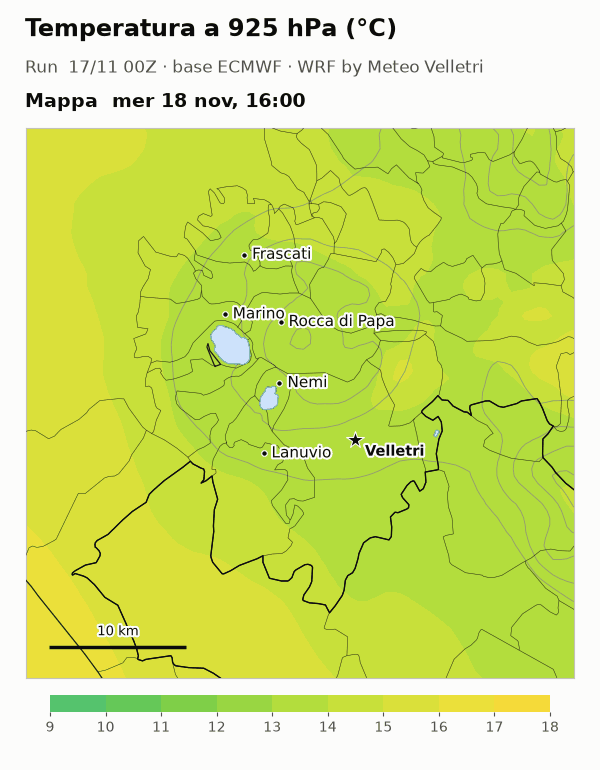 Temperatura a 925 hPa (°C)
Run  17/11 00Z · base ECMWF · WRF by Meteo Velletri
Mappa  mer 18 nov, 16:00
Frascati
Marino
Rocca di Papa
Nemi
Velletri
Lanuvio
10 km
9 10 11 12 13 14 15 16 17 18